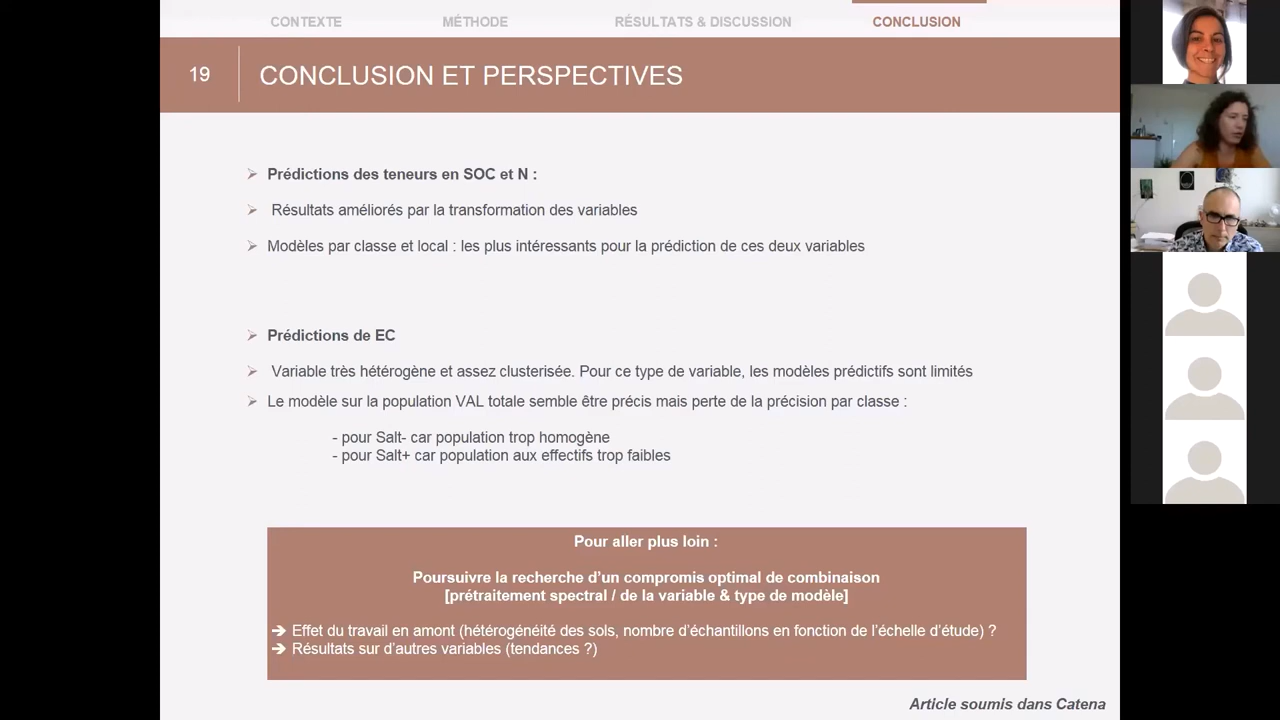 CONTEXTE MÉTHODE RÉSULTATS & DISCUSSION CONCLUSION
19 CONCLUSION ET PERSPECTIVES
Prédictions des teneurs en SOC et N :
Résultats améliorés par la transformation des variables
Modèles par classe et local : les plus intéressants pour la prédiction de ces deux variables
Prédictions de EC
Variable très hétérogène et assez clusterisée. Pour ce type de variable, les modèles prédictifs sont limités
Le modèle sur la population VAL totale semble être précis mais perte de la précision par classe :
- pour Salt- car population trop homogène
- pour Salt+ car population aux effectifs trop faibles
Pour aller plus loin :
Poursuivre la recherche d'un compromis optimal de combinaison
[prétraitement spectral / de la variable & type de modèle]
➔ Effet du travail en amont (hétérogénéité des sols, nombre d'échantillons en fonction de l'échelle d'étude) ?
➔ Résultats sur d'autres variables (tendances ?)
Article soumis dans Catena